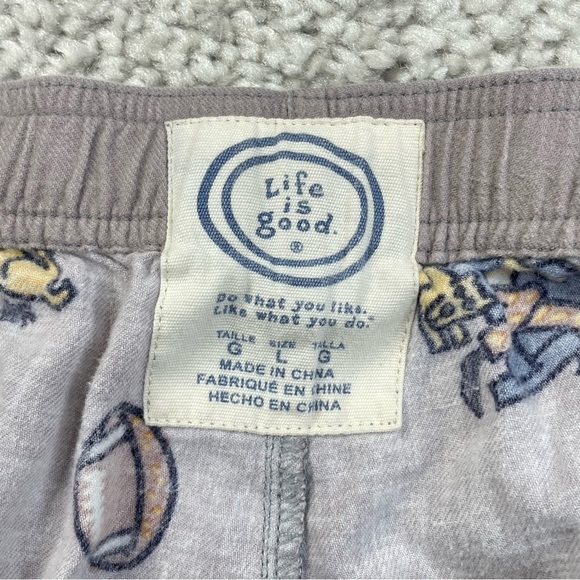 Life
is
good.
®
Do what you like.
Like what you do.™
TAILLE SIZE TALLA
G L G
MADE IN CHINA
FABRIQUÉ EN CHINE
HECHO EN CHINA